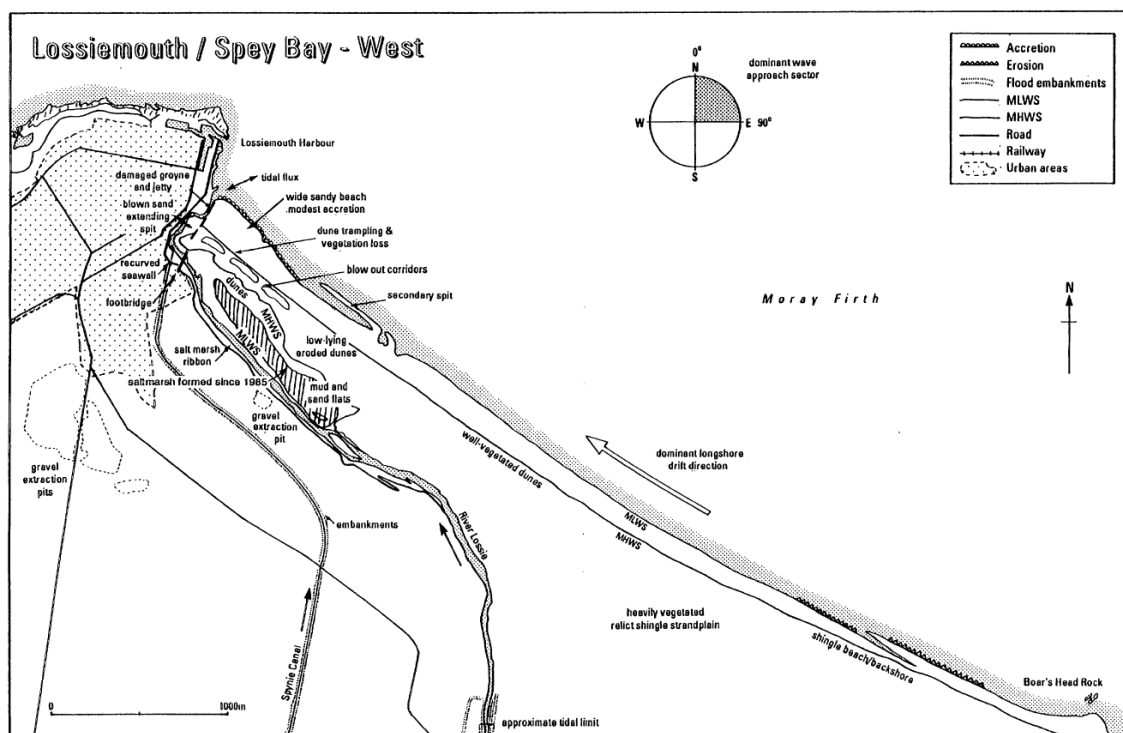 Lossiemouth / Spey Bay - West
0°
N
W
E 90°
S
dominant wave
approach sector
Accretion
Erosion
Flood embankments
MLWS
MHWS
Road
Railway
Urban areas
Lossiemouth Harbour
damaged groyne
and jetty
tidal flux
blown sand
extending
spit
wide sandy beach
modest accretion
dune trampling &
vegetation loss
recurved
seawall
blow out corridors
footbridge
dunes
secondary spit
Moray Firth
N
MHWS
MLWS
low-lying
eroded dunes
salt marsh
ribbon
saltmarsh formed since 1985
mud and
sand flats
gravel
extraction
pit
well-vegetated dunes
dominant longshore
drift direction
gravel
extraction
pits
embankments
River Lossie
MLWS
MHWS
heavily vegetated
relict shingle strandplain
shingle beach/backshore
Spynie Canal
Boar's Head Rock
0
1000m
approximate tidal limit